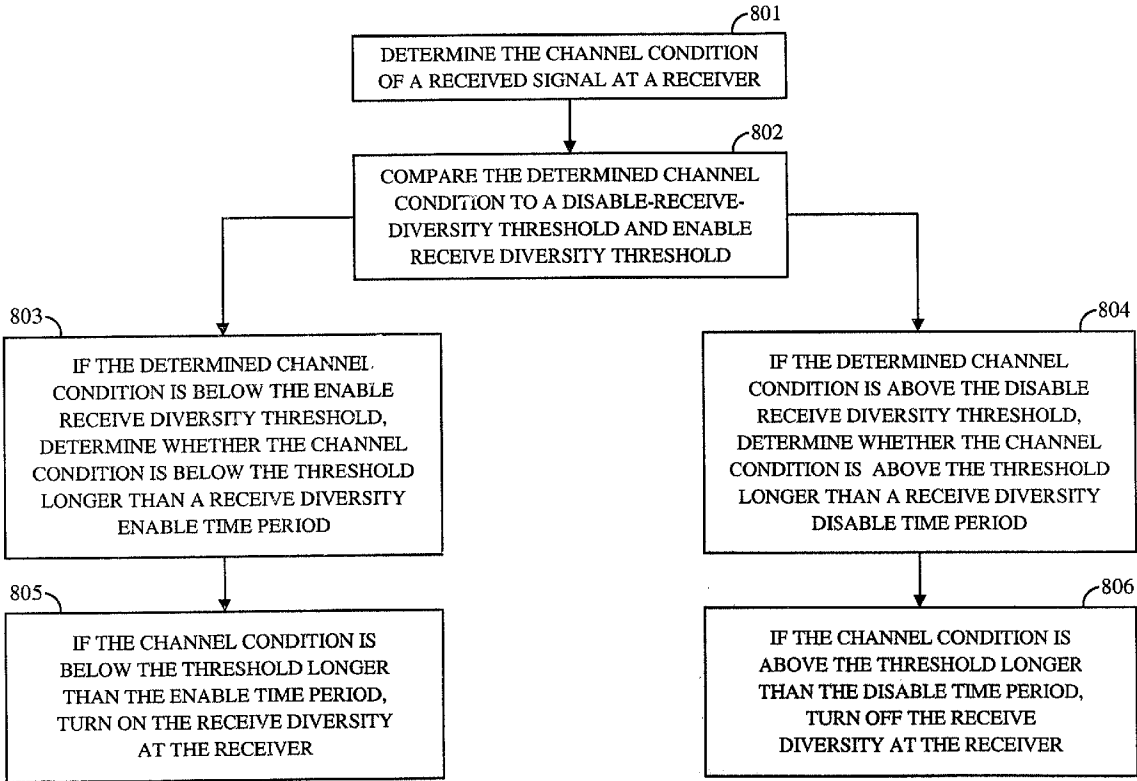 801
DETERMINE THE CHANNEL CONDITION
OF A RECEIVED SIGNAL AT A RECEIVER
802
COMPARE THE DETERMINED CHANNEL
CONDITION TO A DISABLE-RECEIVE-
DIVERSITY THRESHOLD AND ENABLE
RECEIVE DIVERSITY THRESHOLD
803
IF THE DETERMINED CHANNEL
CONDITION IS BELOW THE ENABLE
RECEIVE DIVERSITY THRESHOLD,
DETERMINE WHETHER THE CHANNEL
CONDITION IS BELOW THE THRESHOLD
LONGER THAN A RECEIVE DIVERSITY
ENABLE TIME PERIOD
804
IF THE DETERMINED CHANNEL
CONDITION IS ABOVE THE DISABLE
RECEIVE DIVERSITY THRESHOLD,
DETERMINE WHETHER THE CHANNEL
CONDITION IS ABOVE THE THRESHOLD
LONGER THAN A RECEIVE DIVERSITY
DISABLE TIME PERIOD
805
IF THE CHANNEL CONDITION IS
BELOW THE THRESHOLD LONGER
THAN THE ENABLE TIME PERIOD,
TURN ON THE RECEIVE DIVERSITY
AT THE RECEIVER
806
IF THE CHANNEL CONDITION IS
ABOVE THE THRESHOLD LONGER
THAN THE DISABLE TIME PERIOD,
TURN OFF THE RECEIVE
DIVERSITY AT THE RECEIVER